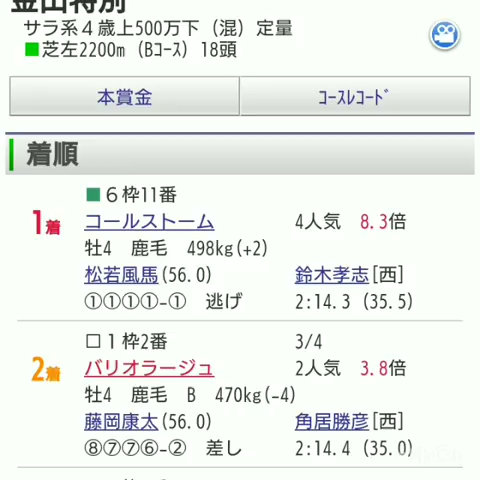 金山特別
サラ系４歳上500万下（混）定量
■芝左2200m（Bコース）18頭
本賞金 ｺｰｽﾚｺｰﾄﾞ
着順
■６枠11番
1着 コールストーム 4人気 8.3倍
牡4 鹿毛 498kg(+2)
松若風馬(56.0) 鈴木孝志[西]
①①①①-① 逃げ 2:14.3 (35.5)
□１枠2番 3/4
2着 バリオラージュ 2人気 3.8倍
牡4 鹿毛 B 470kg(-4)
藤岡康太(56.0) 角居勝彦[西]
⑧⑦⑦⑥-② 差し 2:14.4 (35.0)